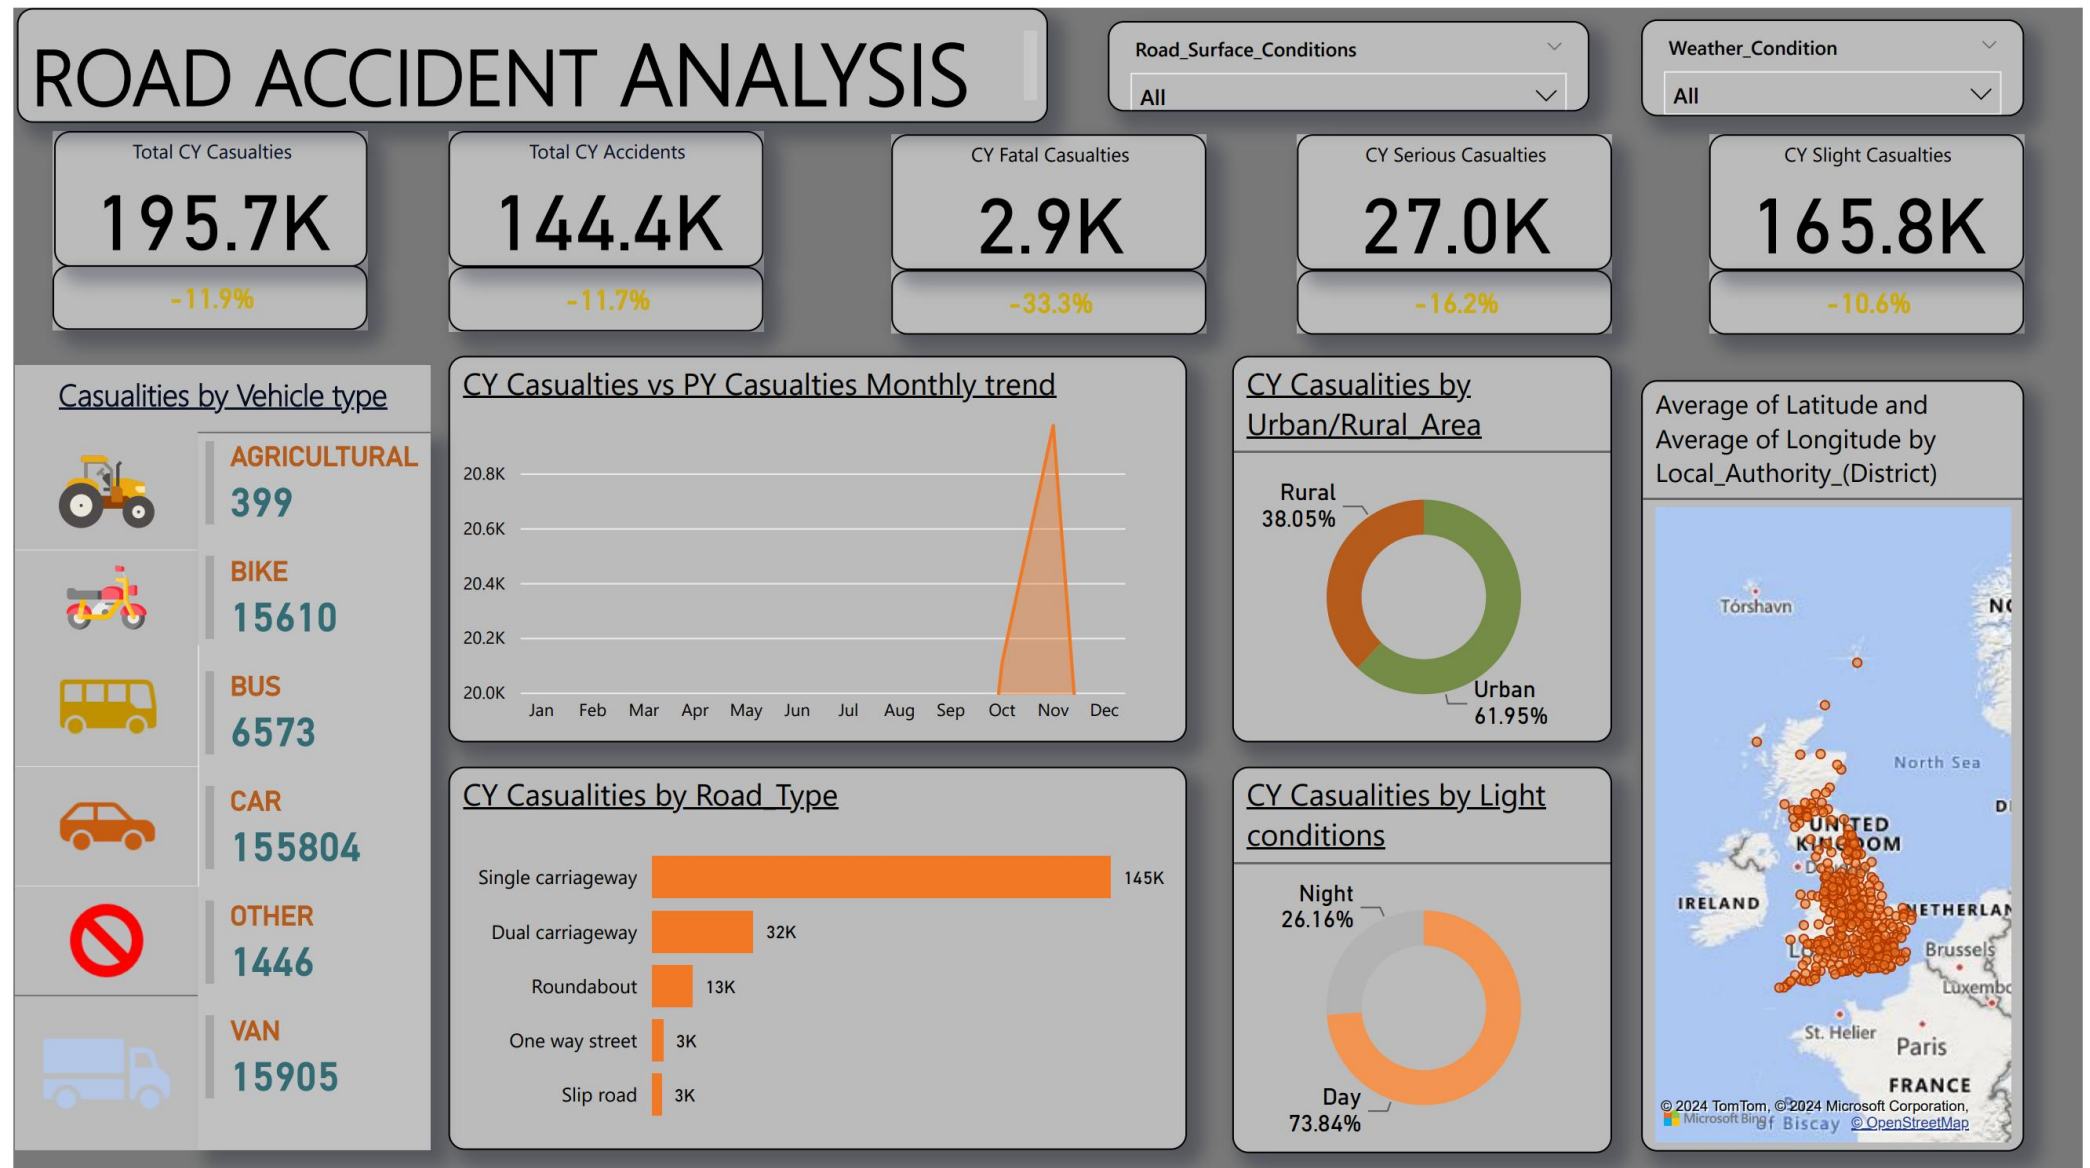 ROAD ACCIDENT ANALYSIS
Road_Surface_Conditions
All
Weather_Condition
All
Total CY Casualties
195.7K
-11.9%
Total CY Accidents
144.4K
-11.7%
CY Fatal Casualties
2.9K
-33.3%
CY Serious Casualties
27.0K
-16.2%
CY Slight Casualties
165.8K
-10.6%
Casualities by Vehicle type
AGRICULTURAL
399
BIKE
15610
BUS
6573
CAR
155804
OTHER
1446
VAN
15905
CY Casualties vs PY Casualties Monthly trend
20.8K
20.6K
20.4K
20.2K
20.0K
Jan Feb Mar Apr May Jun Jul Aug Sep Oct Nov Dec
CY Casualities by Road_Type
Single carriageway 145K
Dual carriageway 32K
Roundabout 13K
One way street 3K
Slip road 3K
CY Casualities by
Urban/Rural_Area
Rural
38.05%
Urban
61.95%
CY Casualities by Light
conditions
Night
26.16%
Day
73.84%
Average of Latitude and
Average of Longitude by
Local_Authority_(District)
Tórshavn
North Sea
UNITED
KINGDOM
IRELAND
Brussels
St. Helier
Paris
FRANCE
© 2024 TomTom, © 2024 Microsoft Corporation,
Microsoft Bing
of Biscay
© OpenStreetMap